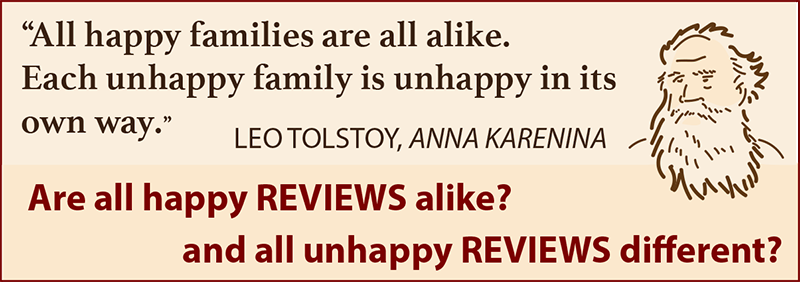 “All happy families are all alike.
Each unhappy family is unhappy in its
own way.”
LEO TOLSTOY, ANNA KARENINA
Are all happy REVIEWS alike?
and all unhappy REVIEWS different?